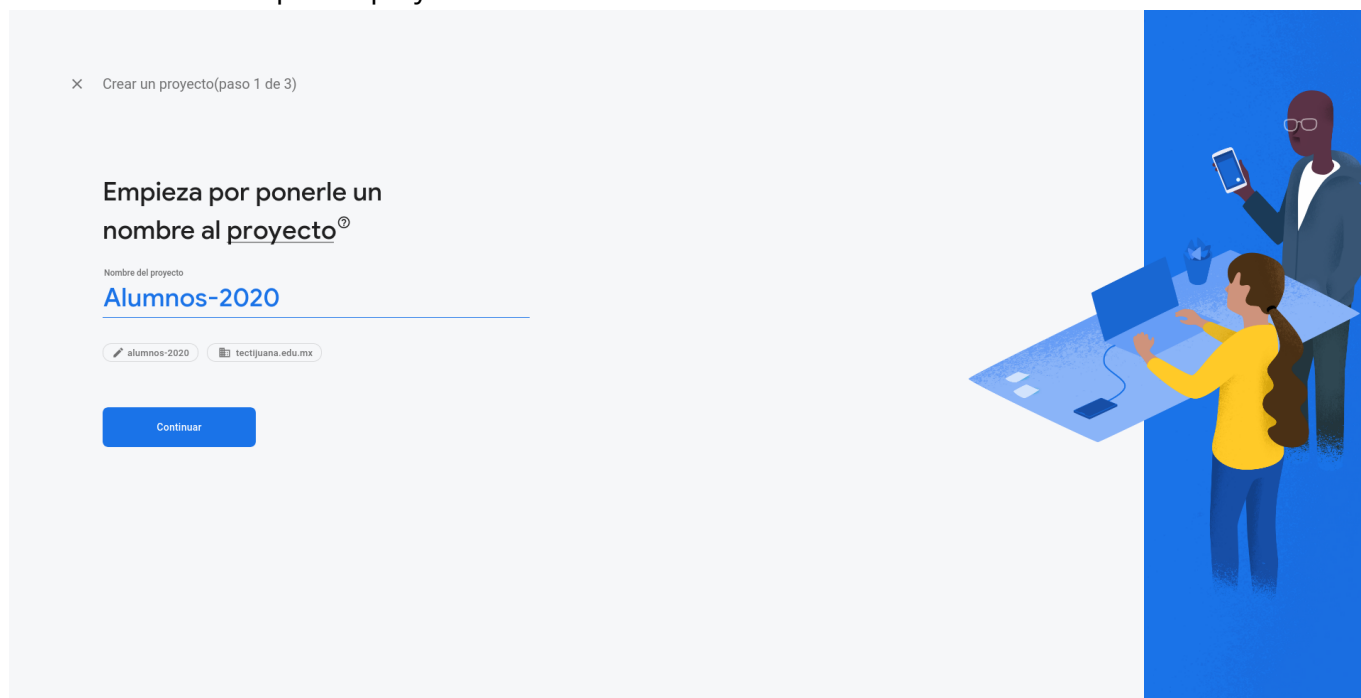 Crear un proyecto(paso 1 de 3)
Empieza por ponerle un
nombre al proyecto
Nombre del proyecto
Alumnos-2020
alumnos-2020 tectijuana.edu.mx
Continuar